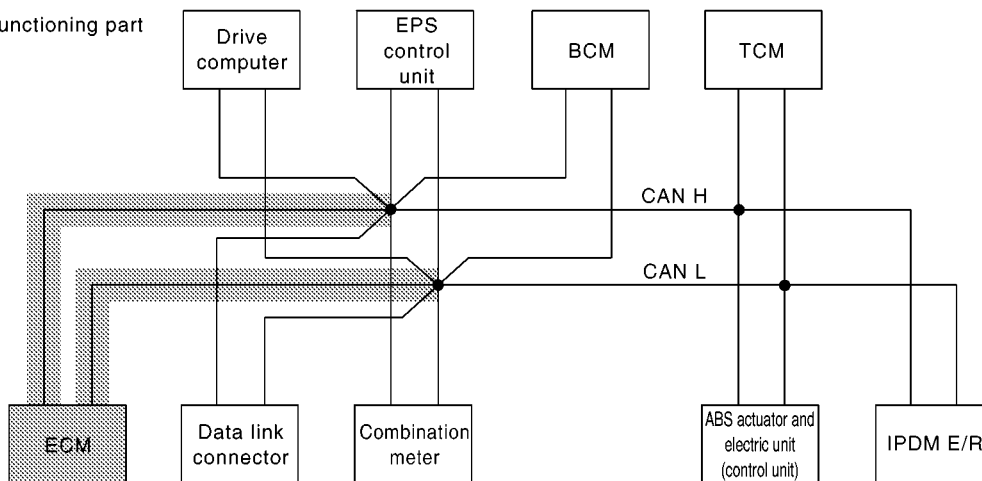 unctioning part
Drive
computer
EPS
control
unit
BCM
TCM
CAN H
CAN L
ECM
Data link
connector
Combination
meter
ABS actuator and
electric unit
(control unit)
IPDM E/R